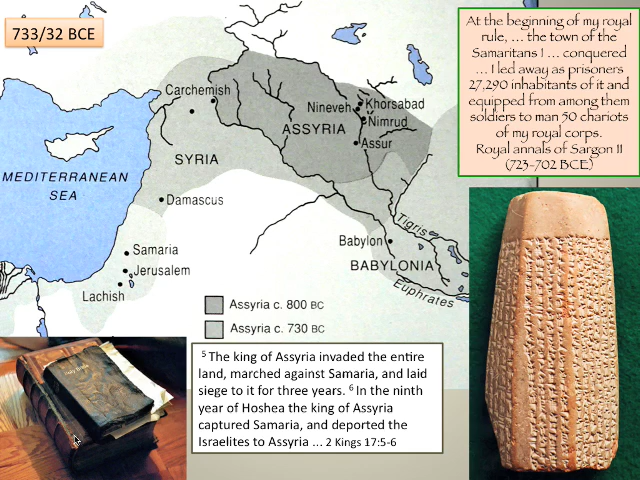 733/32 BCE
At the beginning of my royal
rule, … the town of the
Samaritans I … conquered
… I led away as prisoners
27,290 inhabitants of it and
equipped from among them
soldiers to man 50 chariots
of my royal corps.
Royal annals of Sargon II
(723-702 BCE)
Carchemish
Nineveh
Khorsabad
Nimrud
ASSYRIA
Assur
SYRIA
MEDITERRANEAN
SEA
Damascus
Tigris
Babylon
BABYLONIA
Euphrates
Samaria
Jerusalem
Lachish
Assyria c. 800 BC
Assyria c. 730 BC
Holy Bible
5 The king of Assyria invaded the entire
land, marched against Samaria, and laid
siege to it for three years. 6 In the ninth
year of Hoshea the king of Assyria
captured Samaria, and deported the
Israelites to Assyria … 2 Kings 17:5-6